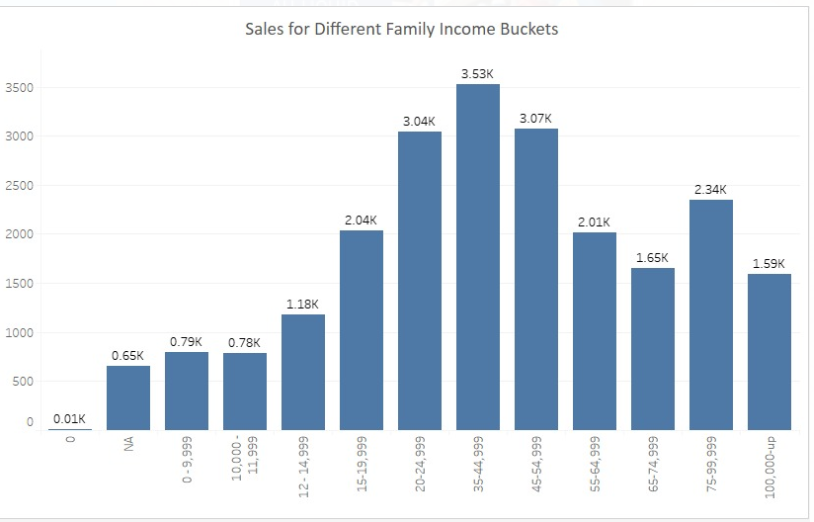 Sales for Different Family Income Buckets
3500
3000
2500
2000
1500
1000
500
0
0.01K
0.65K
0.79K
0.78K
1.18K
2.04K
3.04K
3.53K
3.07K
2.01K
1.65K
2.34K
1.59K
0
NA
0 - 9,999
10,000 -
11,999
12 - 14,999
15-19,999
20-24,999
35-44,999
45-54,999
55-64,999
65-74,999
75-99,999
100,000-up